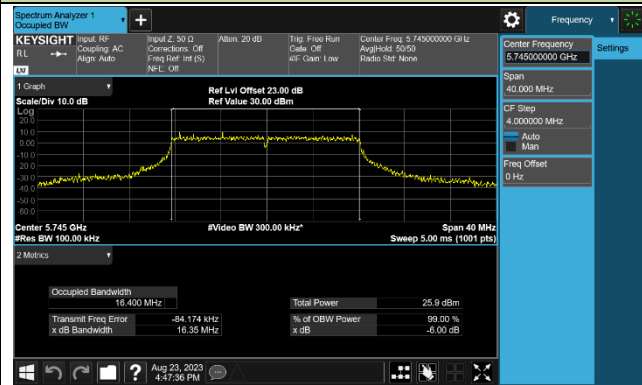 Spectrum Analyzer 1
Occupied BW
+
Frequency
KEYSIGHT
RL
LXI
Input: RF
Coupling: AC
Align: Auto
Input Z: 50 Ω
Corrections: Off
Freq Ref: Int (S)
NFE: Off
Atten: 20 dB
Trig: Free Run
Gate: Off
#IF Gain: Low
Center Freq: 5.745000000 GHz
Avg|Hold: 50/50
Radio Std: None
Center Frequency
5.745000000 GHz
Settings
Span
40.000 MHz
CF Step
4.000000 MHz
Auto
Man
Freq Offset
0 Hz
1 Graph
Scale/Div 10.0 dB
Ref Lvl Offset 23.00 dB
Ref Value 30.00 dBm
Log
20.0
10.0
0.00
-10.0
-20.0
-30.0
-40.0
-50.0
-60.0
Center 5.745 GHz
#Res BW 100.00 kHz
#Video BW 300.00 kHz*
Span 40 MHz
Sweep 5.00 ms (1001 pts)
2 Metrics
Occupied Bandwidth
16.400 MHz
Total Power 25.9 dBm
Transmit Freq Error -84.174 kHz
% of OBW Power 99.00 %
x dB Bandwidth 16.35 MHz
x dB -6.00 dB
?
Aug 23, 2023
4:47:36 PM